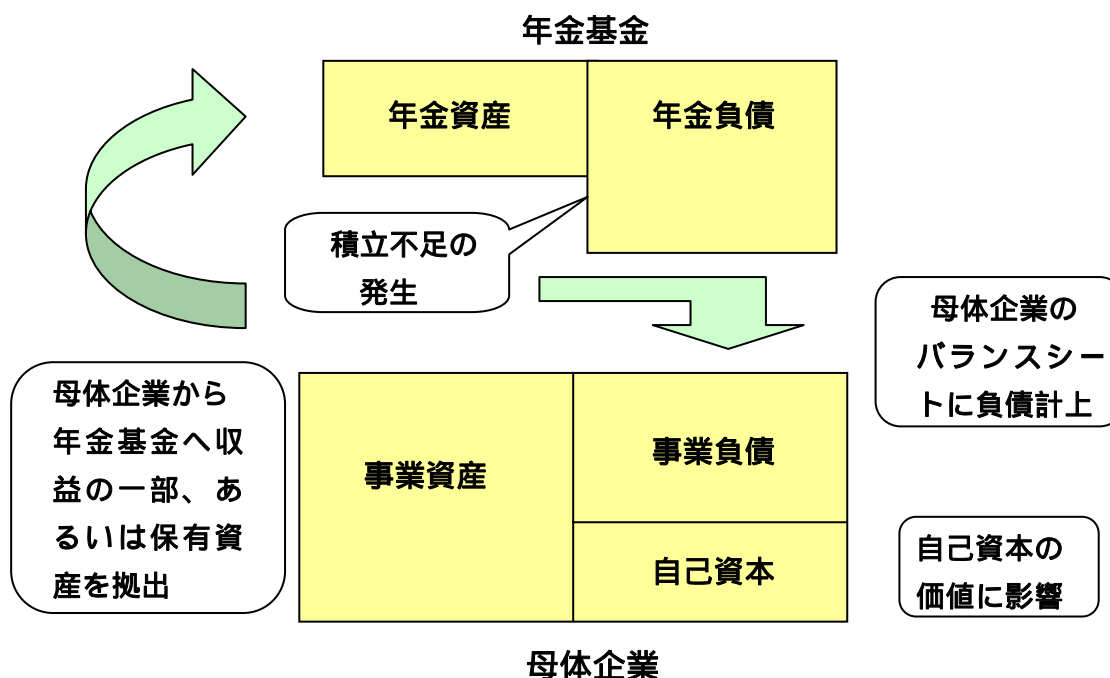 年金基金
年金資産
年金負債
積立不足の
発生
母体企業の
バランスシー
トに負債計上
母体企業から
年金基金へ収
益の一部、あ
るいは保有資
産を拠出
事業資産
事業負債
自己資本
自己資本の
価値に影響
母体企業